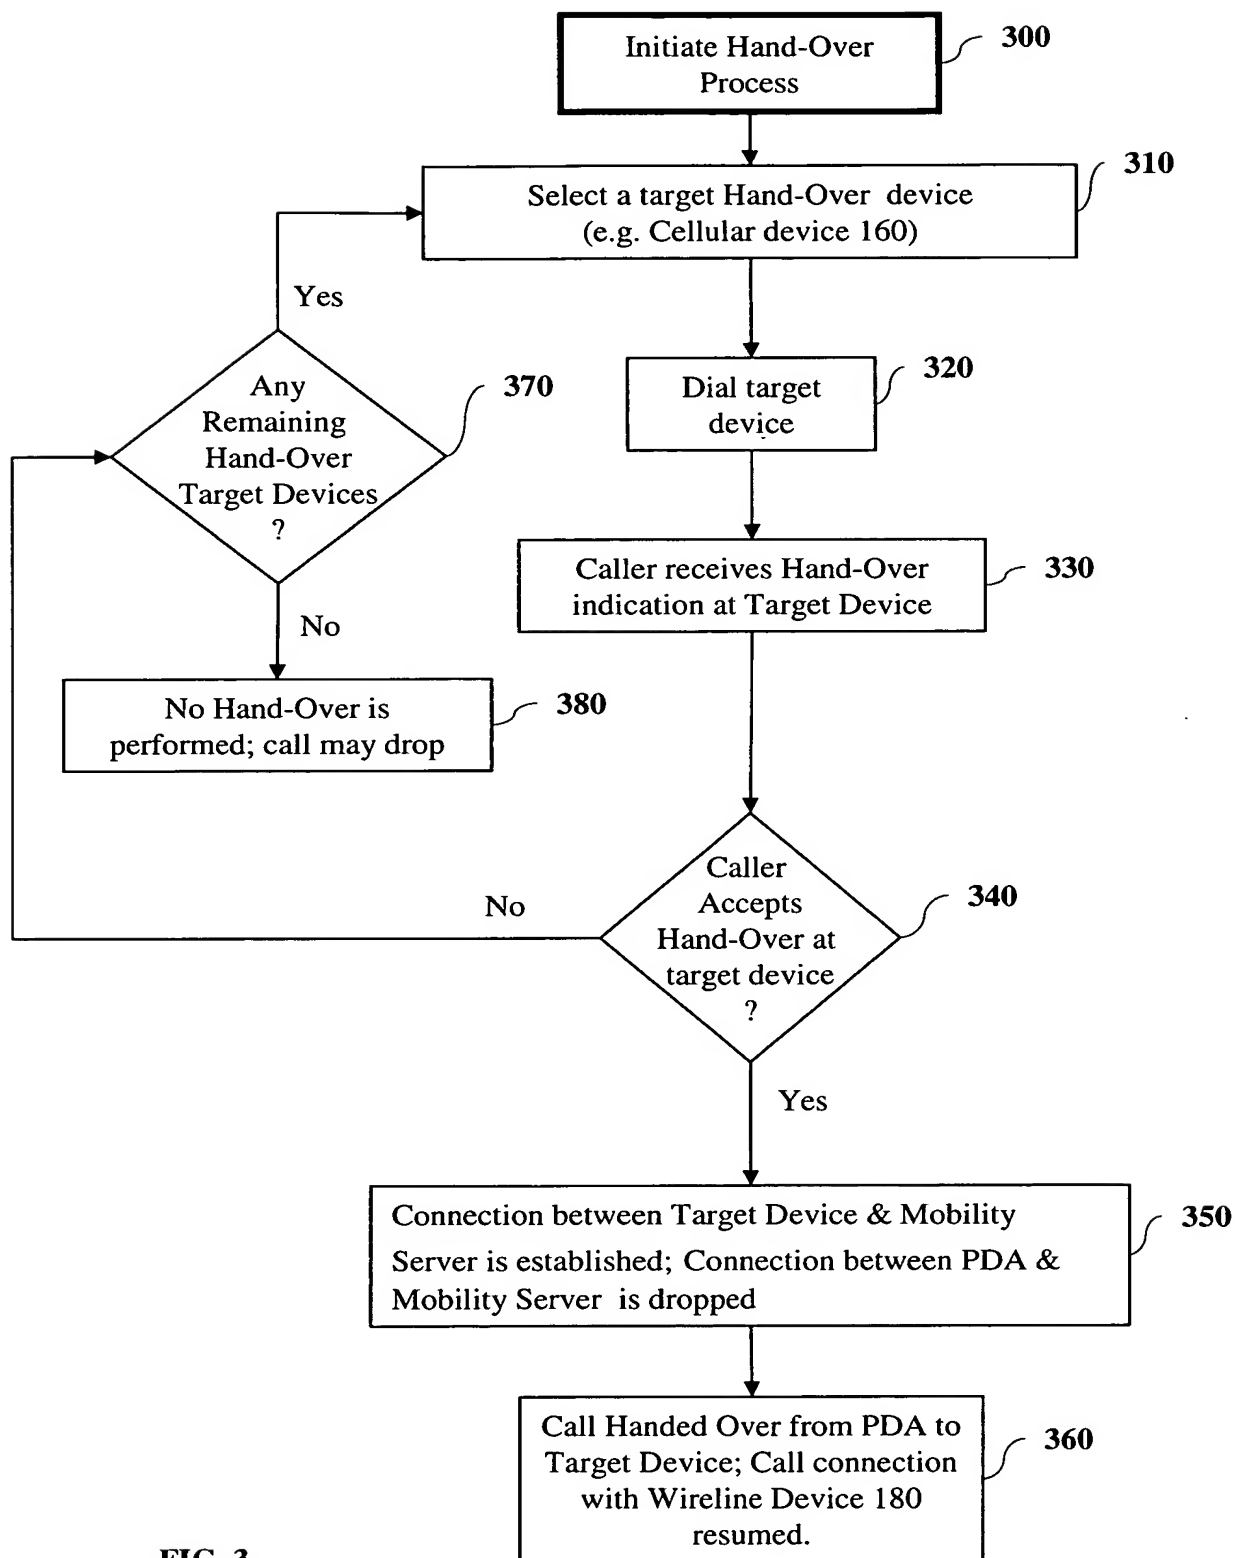 Initiate Hand-Over
Process
300
Select a target Hand-Over device
(e.g. Cellular device 160)
310
Yes
Any
Remaining
Hand-Over
Target Devices
?
370
Dial target
device
320
Caller receives Hand-Over
indication at Target Device
330
No
No Hand-Over is
performed; call may drop
380
Caller
Accepts
Hand-Over at
target device
?
340
No
Yes
Connection between Target Device & Mobility
Server is established; Connection between PDA &
Mobility Server is dropped
350
Call Handed Over from PDA to
Target Device; Call connection
with Wireline Device 180
resumed.
360
FIG. 3